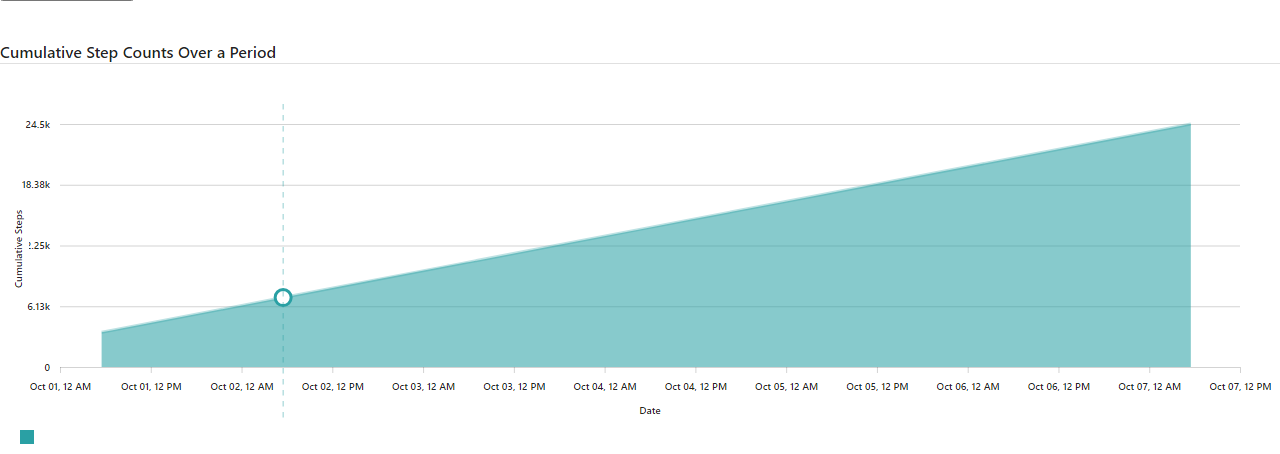 Cumulative Step Counts Over a Period
24.5k
18.38k
.25k
6.13k
0
Cumulative Steps
Oct 01, 12 AM Oct 01, 12 PM Oct 02, 12 AM Oct 02, 12 PM Oct 03, 12 AM Oct 03, 12 PM Oct 04, 12 AM Oct 04, 12 PM Oct 05, 12 AM Oct 05, 12 PM Oct 06, 12 AM Oct 06, 12 PM Oct 07, 12 AM Oct 07, 12 PM
Date